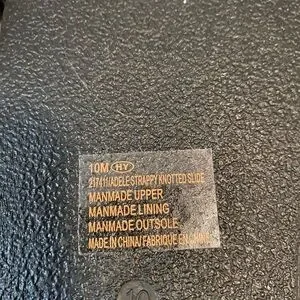 10M HY
21741/ADELE STRAPPY KNOTTED SLIDE
MANMADE UPPER
MANMADE LINING
MANMADE OUTSOLE
MADE IN CHINA/ FABRIQUE EN CHINE